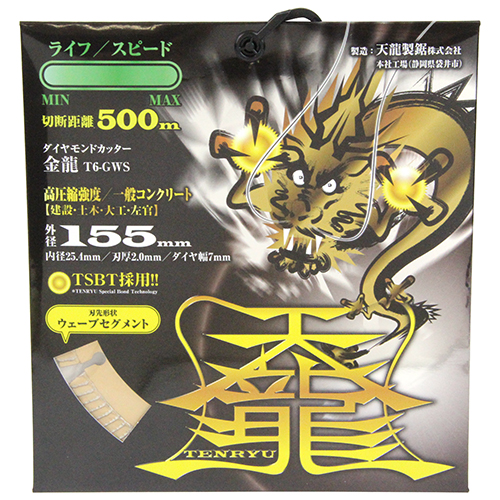 ライフ／スピード
MIN MAX
切断距離500m
ダイヤモンドカッター
金龍 T6-GWS
高圧縮強度／一般コンクリート
【建設・土木・大工・左官】
外径155mm
内径25.4mm／刃厚2.0mm／ダイヤ幅7mm
TSBT採用!!
*TENRYU Special Bond Technology
刃先形状
ウェーブセグメント
製造：天龍製鋸株式会社
本社工場（静岡県袋井市）
天龍
TENRYU